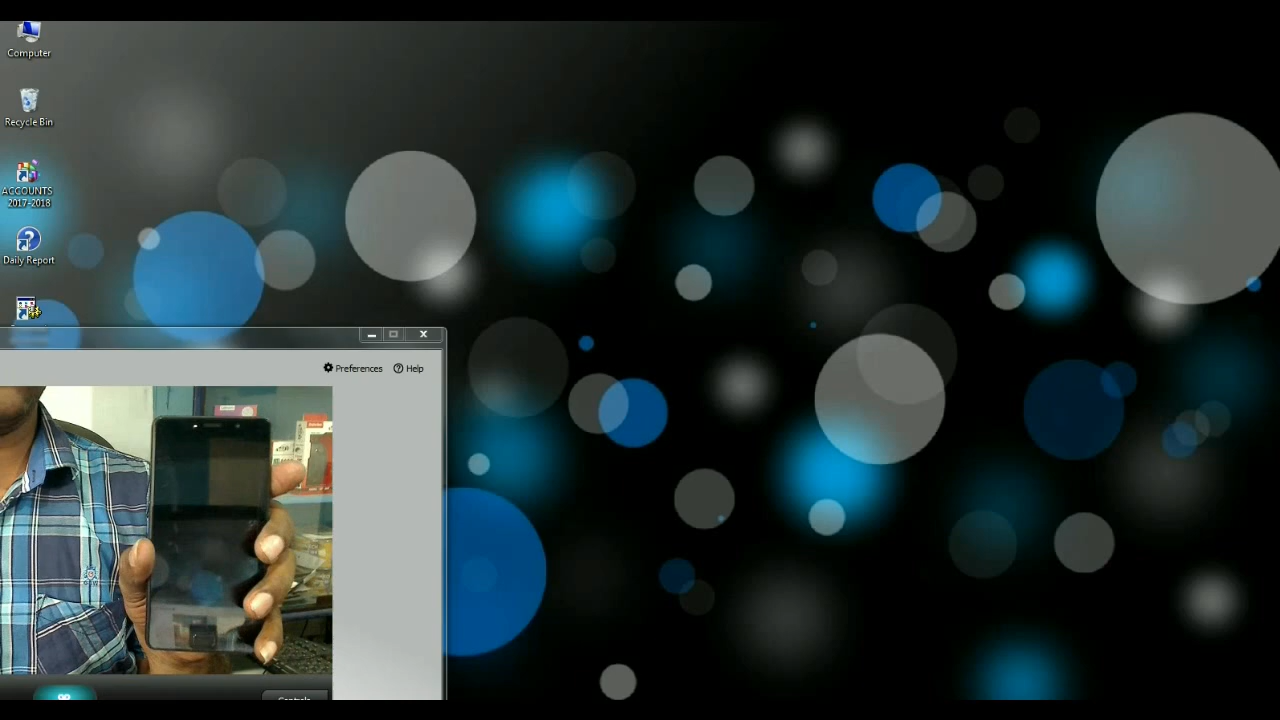 Computer
Recycle Bin
ACCOUNTS
2017-2018
Daily Report
Preferences
Help